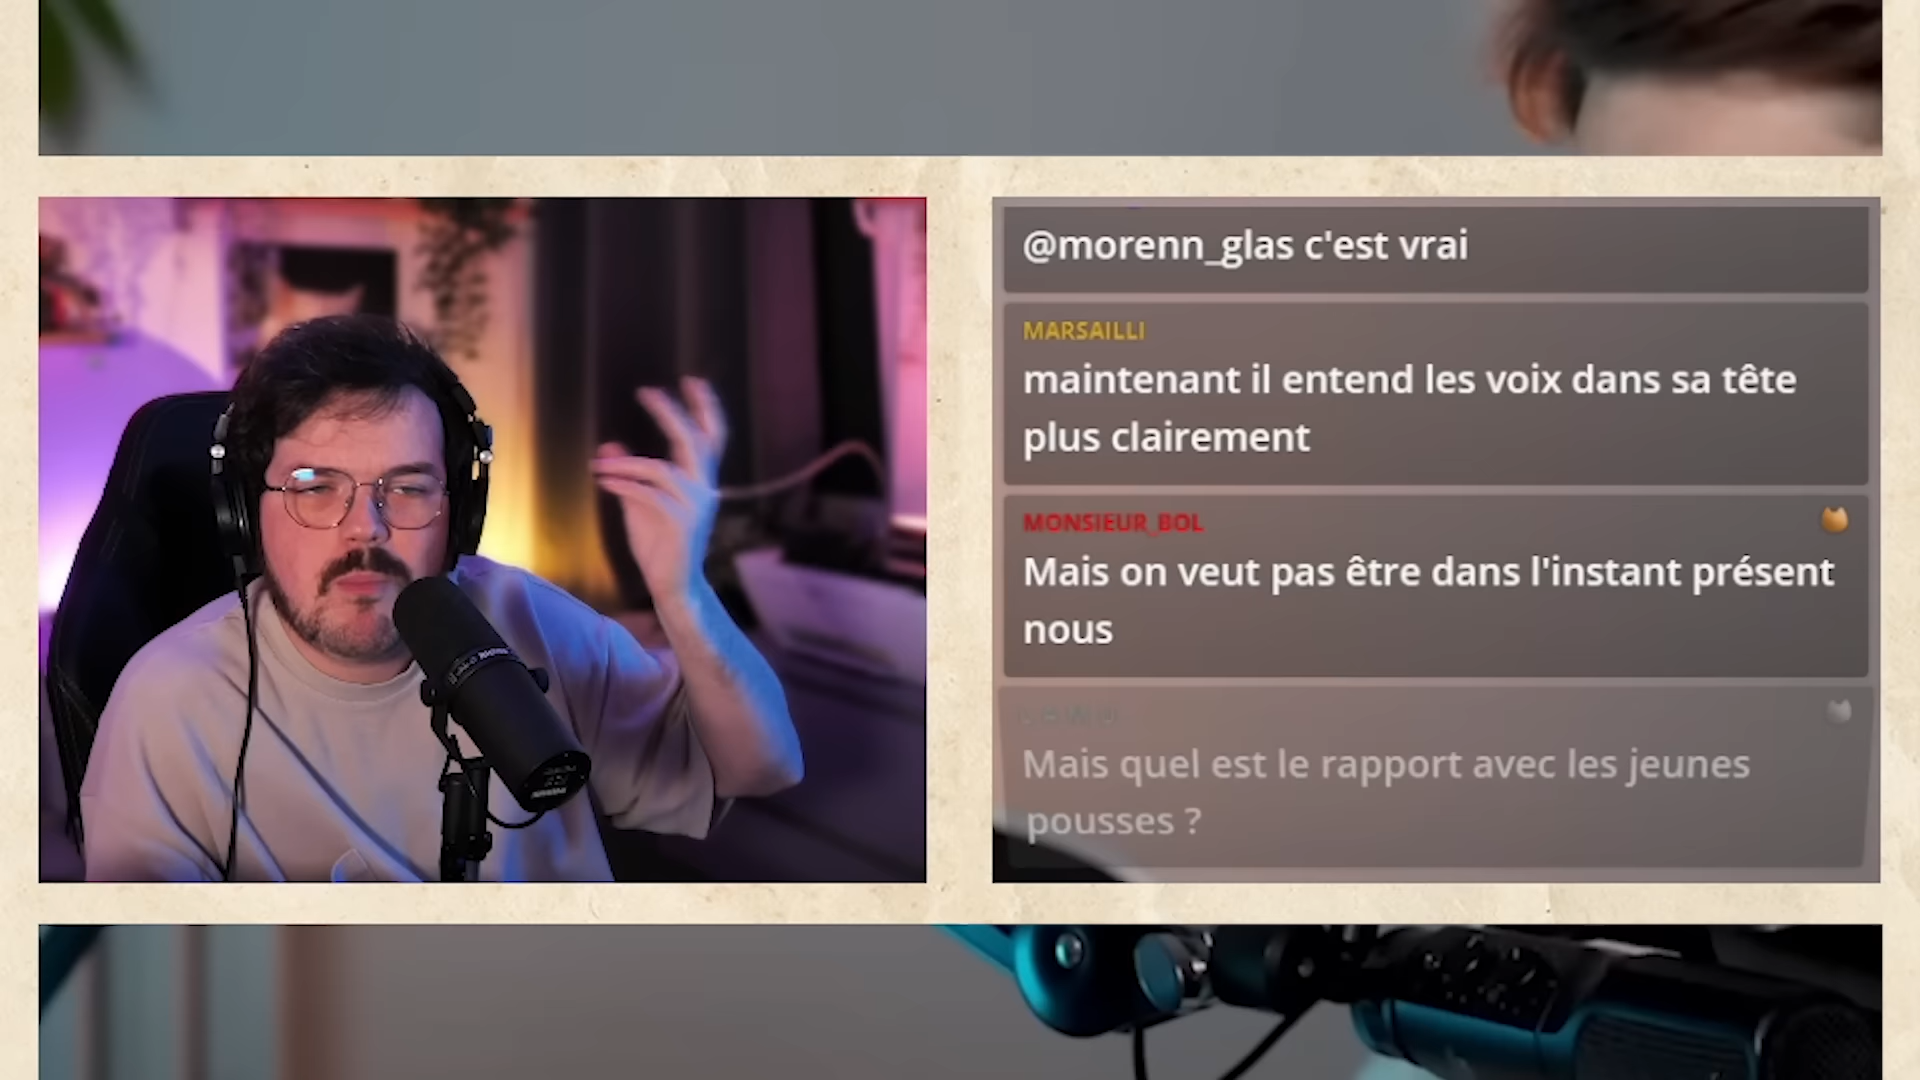 @morenn_glas c'est vrai
MARSAILLI
maintenant il entend les voix dans sa tête
plus clairement
MONSIEUR_BOL
Mais on veut pas être dans l'instant présent
nous
Mais quel est le rapport avec les jeunes
pousses ?